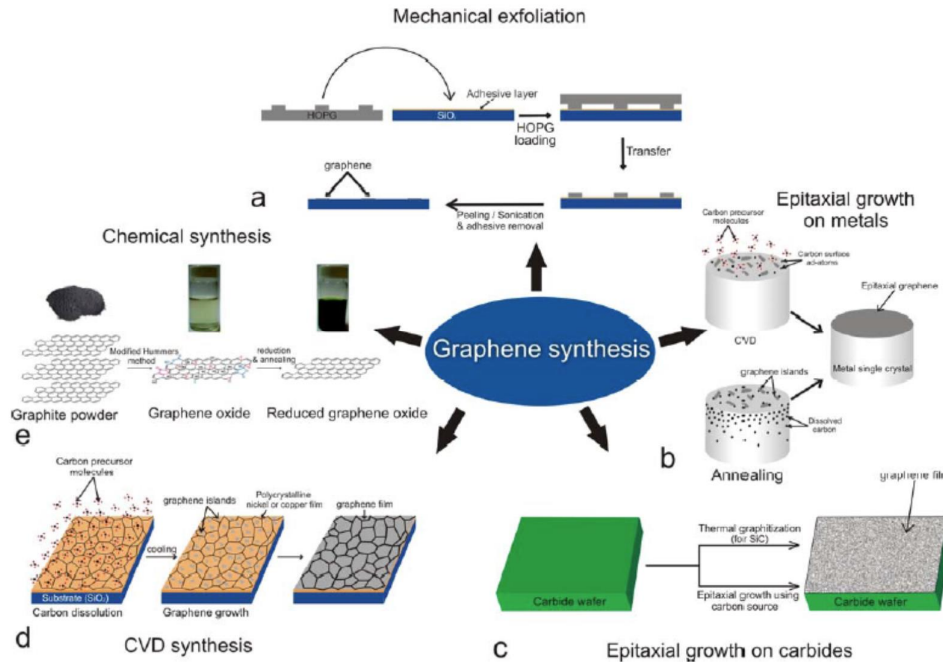 Mechanical exfoliation
Adhesive layer
HOPG
SiO₂
HOPG
loading
Transfer
graphene
a
Peeling / Sonication
& adhesive removal
Epitaxial growth
on metals
Carbon precursor
molecules
Carbon surface
ad-atoms
Epitaxial graphene
CVD
Metal single crystal
graphene islands
Dissolved
carbon
b
Annealing
Chemical synthesis
Modified Hummers
method
reduction
& annealing
Graphite powder
Graphene oxide
Reduced graphene oxide
e
Graphene synthesis
Carbon precursor
molecules
graphene islands
Polycrystalline
nickel or copper film
graphene film
cooling
Substrate (SiO₂)
Carbon dissolution
Graphene growth
d
CVD synthesis
graphene fil
Thermal graphitization
(for SiC)
Epitaxial growth using
carbon source
Carbide wafer
Carbide wafer
c
Epitaxial growth on carbides